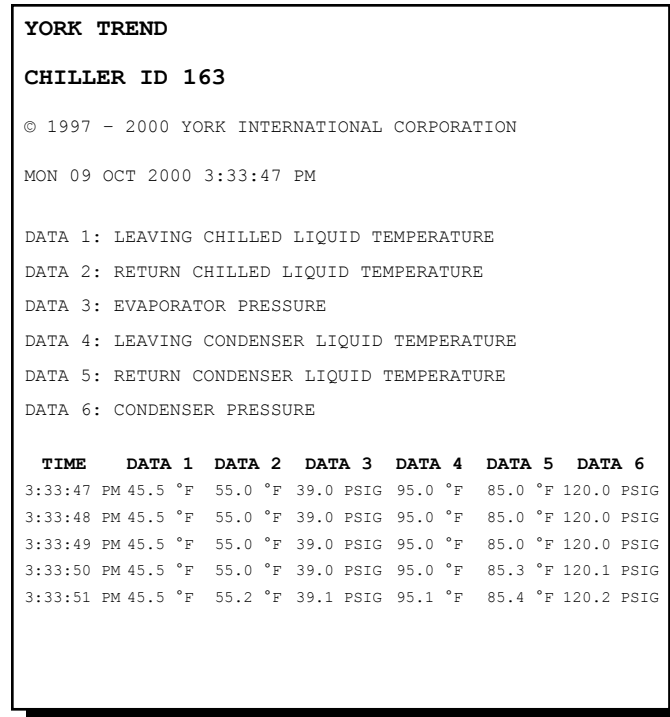 YORK TREND
CHILLER ID 163
© 1997 – 2000 YORK INTERNATIONAL CORPORATION
MON 09 OCT 2000 3:33:47 PM
DATA 1: LEAVING CHILLED LIQUID TEMPERATURE
DATA 2: RETURN CHILLED LIQUID TEMPERATURE
DATA 3: EVAPORATOR PRESSURE
DATA 4: LEAVING CONDENSER LIQUID TEMPERATURE
DATA 5: RETURN CONDENSER LIQUID TEMPERATURE
DATA 6: CONDENSER PRESSURE
TIME DATA 1 DATA 2 DATA 3 DATA 4 DATA 5 DATA 6
3:33:47 PM 45.5 °F 55.0 °F 39.0 PSIG 95.0 °F 85.0 °F 120.0 PSIG
3:33:48 PM 45.5 °F 55.0 °F 39.0 PSIG 95.0 °F 85.0 °F 120.0 PSIG
3:33:49 PM 45.5 °F 55.0 °F 39.0 PSIG 95.0 °F 85.0 °F 120.0 PSIG
3:33:50 PM 45.5 °F 55.0 °F 39.0 PSIG 95.0 °F 85.3 °F 120.1 PSIG
3:33:51 PM 45.5 °F 55.2 °F 39.1 PSIG 95.1 °F 85.4 °F 120.2 PSIG